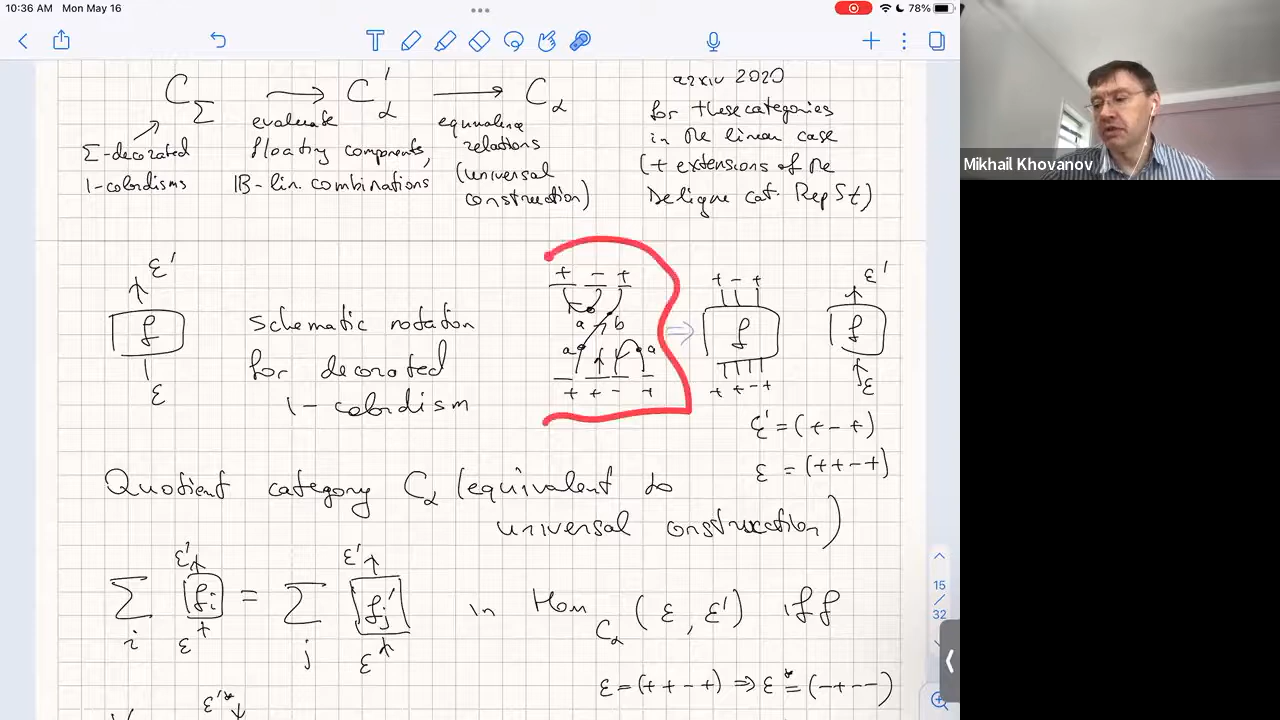 10:36 AM Mon May 16
78%
C_Σ → C'_α → C_α
Σ-decorated
1-cobordisms
evaluate
floating components,
𝔹-lin. combinations
equivalence
relations
(universal
construction)
arxiv 2020
for these categories
in the linear case
(+ extensions of the
Deligne cat. Rep St)
ε'
f
ε
schematic notation
for decorated
1-cobordism
+ − +
a b
a a
+ + − +
⇒
+ − +
f
+ + − +
ε'
f
ε
ε' = (+ − +)
ε = (+ + − +)
Quotient category C_α (equivalent to
universal construction)
ε' ε'
Σ f_i = Σ f'_j in Hom_{C_α} (ε, ε') iff
i ε j ε
ε = (+ + − +) ⇒ ε* = (− + − −)
ε'*
15
/
32
Mikhail Khovanov